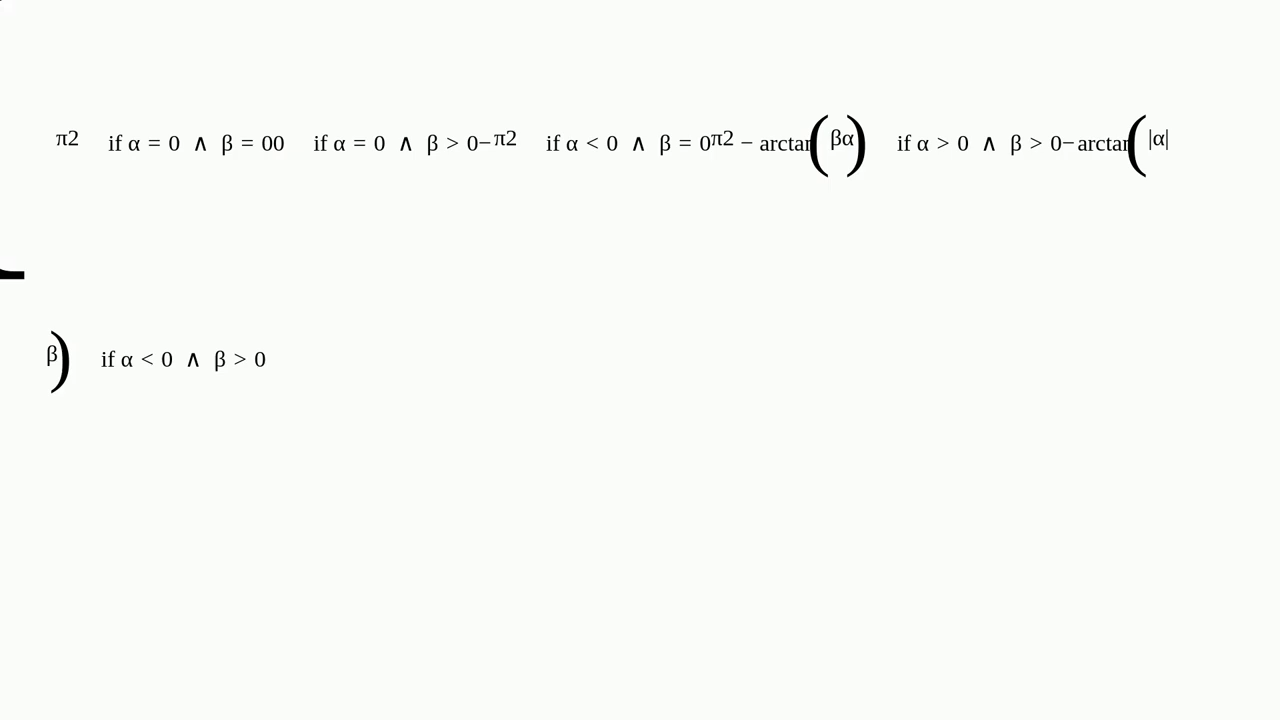 π2 if α = 0 ∧ β = 00 if α = 0 ∧ β > 0−π2 if α < 0 ∧ β = 0π2 − arctan(βα) if α > 0 ∧ β > 0−arctan(|α|
β) if α < 0 ∧ β > 0